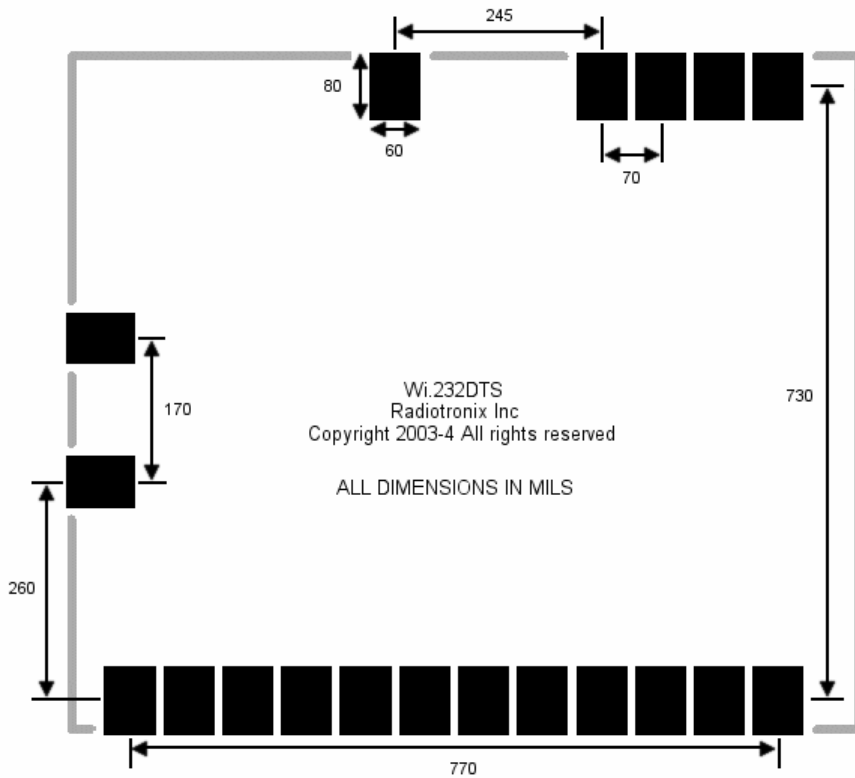 245
80
60
70
Wi.232DTS
Radiotronix Inc
Copyright 2003-4 All rights reserved
730
170
ALL DIMENSIONS IN MILS
260
770